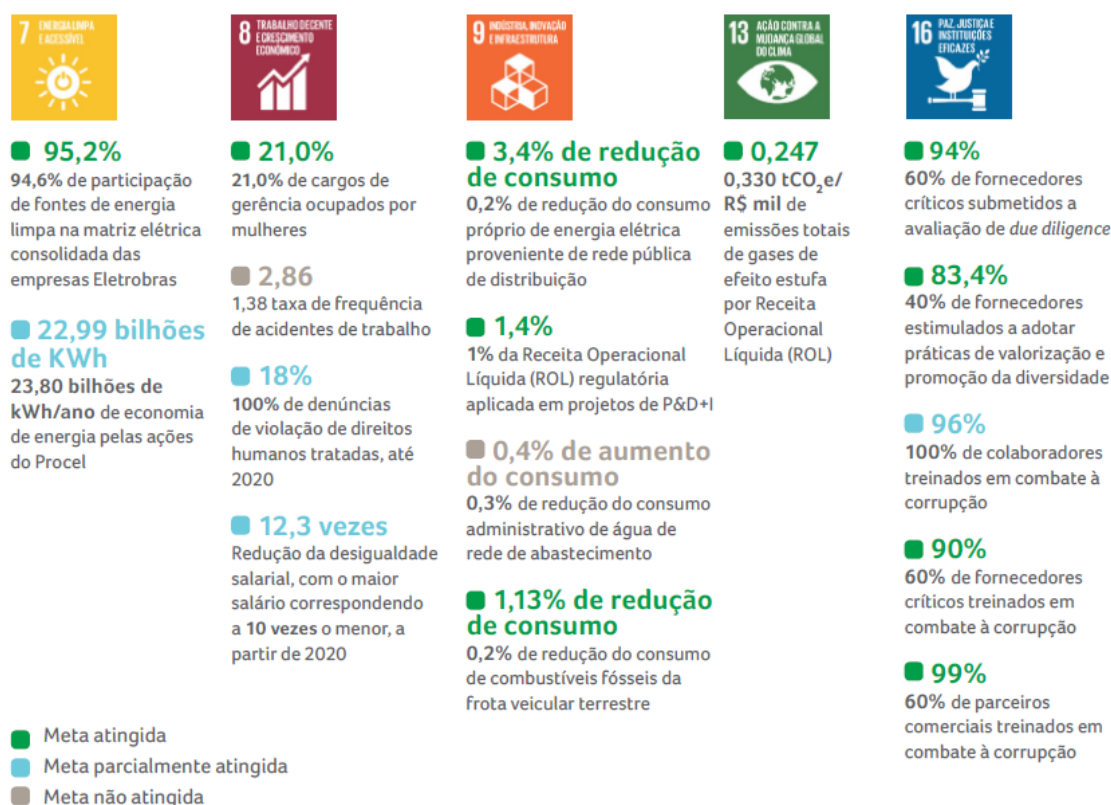 7 ENERGIA LIMPA
E ACESSÍVEL
95,2%
94,6% de participação
de fontes de energia
limpa na matriz elétrica
consolidada das
empresas Eletrobras
22,99 bilhões
de KWh
23,80 bilhões de
kWh/ano de economia
de energia pelas ações
do Procel
8 TRABALHO DECENTE
E CRESCIMENTO
ECONÔMICO
21,0%
21,0% de cargos de
gerência ocupados por
mulheres
2,86
1,38 taxa de frequência
de acidentes de trabalho
18%
100% de denúncias
de violação de direitos
humanos tratadas, até
2020
12,3 vezes
Redução da desigualdade
salarial, com o maior
salário correspondendo
a 10 vezes o menor, a
partir de 2020
9 INDÚSTRIA, INOVAÇÃO
E INFRAESTRUTURA
3,4% de redução
de consumo
0,2% de redução do consumo
próprio de energia elétrica
proveniente de rede pública
de distribuição
1,4%
1% da Receita Operacional
Líquida (ROL) regulatória
aplicada em projetos de P&D+I
0,4% de aumento
do consumo
0,3% de redução do consumo
administrativo de água de
rede de abastecimento
1,13% de redução
de consumo
0,2% de redução do consumo
de combustíveis fósseis da
frota veicular terrestre
13 AÇÃO CONTRA A
MUDANÇA GLOBAL
DO CLIMA
0,247
0,330 tCO₂e/
R$ mil de
emissões totais
de gases de
efeito estufa
por Receita
Operacional
Líquida (ROL)
16 PAZ, JUSTIÇA E
INSTITUIÇÕES
EFICAZES
94%
60% de fornecedores
críticos submetidos a
avaliação de due diligence
83,4%
40% de fornecedores
estimulados a adotar
práticas de valorização e
promoção da diversidade
96%
100% de colaboradores
treinados em combate à
corrupção
90%
60% de fornecedores
críticos treinados em
combate à corrupção
99%
60% de parceiros
comerciais treinados em
combate à corrupção
Meta atingida
Meta parcialmente atingida
Meta não atingida